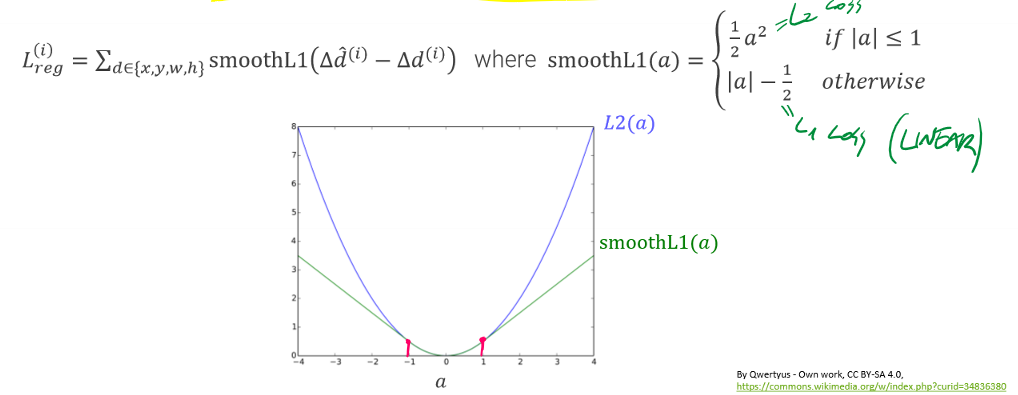 = L2 Loss
L_reg^(i) = ∑_{d∈{x,y,w,h}} smoothL1(Δd̂^(i) − Δd^(i)) where smoothL1(a) = { ½a² if |a| ≤ 1
|a| − ½ otherwise
= L1 Loss (LINEAR)
L2(a)
smoothL1(a)
8
7
6
5
4
3
2
1
0
−4 −3 −2 −1 0 1 2 3 4
a
By Qwertyus - Own work, CC BY-SA 4.0,
https://commons.wikimedia.org/w/index.php?curid=34836380